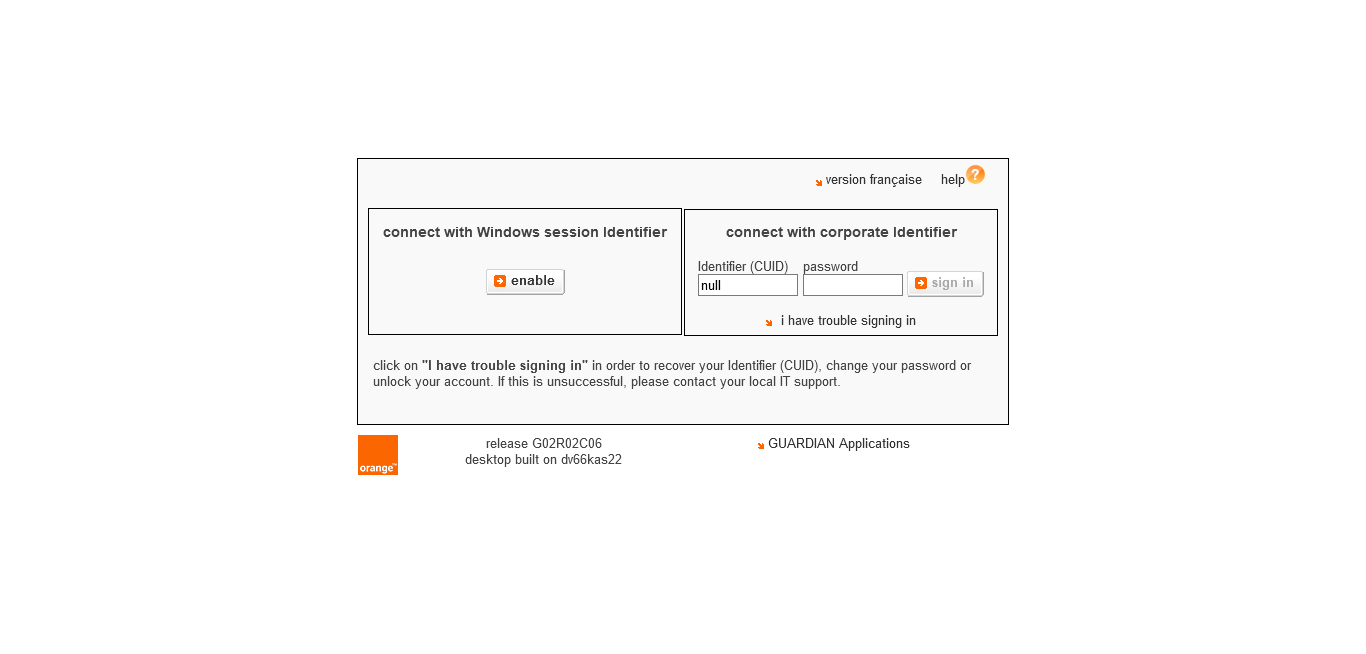 version française help ?
connect with Windows session Identifier
enable
connect with corporate Identifier
Identifier (CUID) password
null
sign in
i have trouble signing in
click on "I have trouble signing in" in order to recover your Identifier (CUID), change your password or
unlock your account. If this is unsuccessful, please contact your local IT support.
orange™
release G02R02C06
desktop built on dv66kas22
GUARDIAN Applications